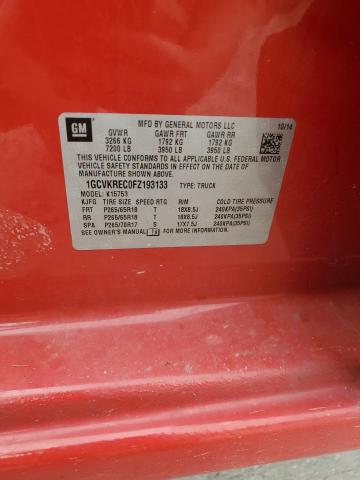 GM
MFD BY GENERAL MOTORS LLC 10/14
GVWR GAWR FRT GAWR RR
3266 KG 1792 KG 1792 KG
7200 LB 3950 LB 3950 LB
THIS VEHICLE CONFORMS TO ALL APPLICABLE U.S. FEDERAL MOTOR
VEHICLE SAFETY STANDARDS IN EFFECT ON THE DATE OF
MANUFACTURE SHOWN ABOVE.
1GCVKREC0FZ193133 TYPE: TRUCK
MODEL: K15753
KJFG TIRE SIZE SPEED RTG RIM COLD TIRE PRESSURE
FRT P265/65R18 T 18X8.5J 240KPA(35PSI)
RR P265/65R18 T 18X8.5J 240KPA(35PSI)
SPA P265/70R17 S 17X7.5J 240KPA(35PSI)
SEE OWNER'S MANUAL FOR MORE INFORMATION.